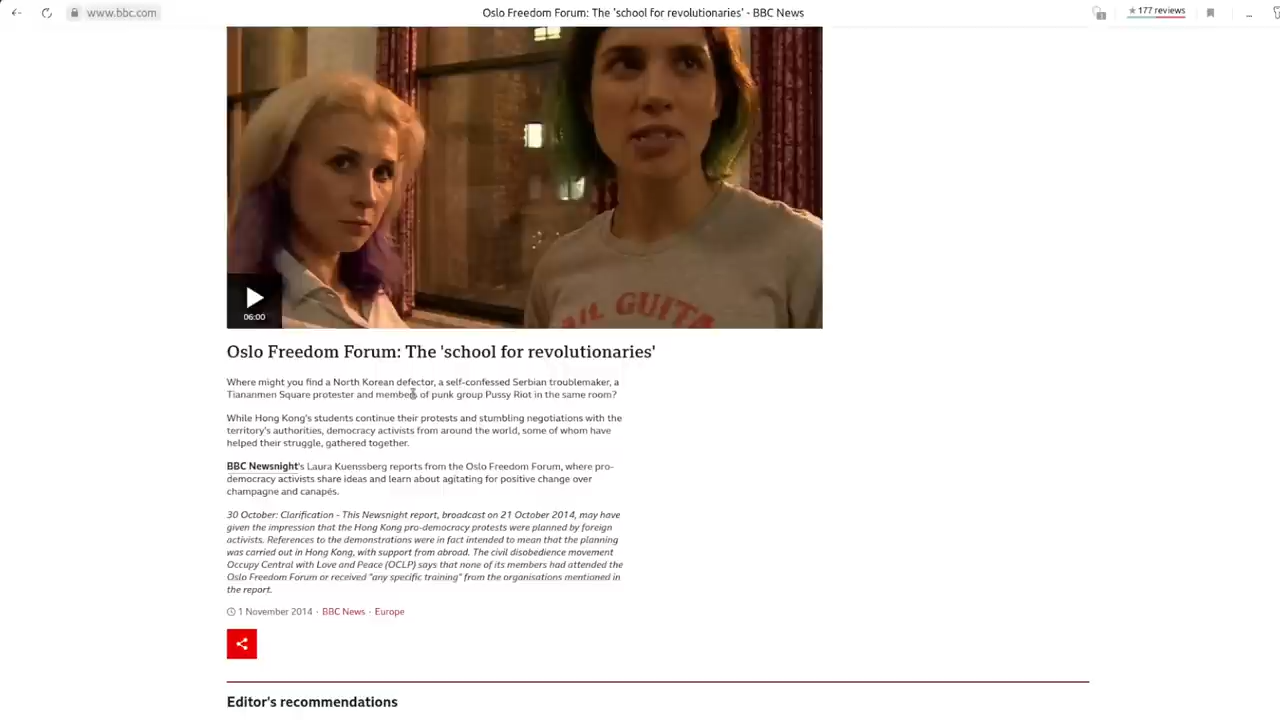 www.bbc.com
Oslo Freedom Forum: The 'school for revolutionaries' - BBC News
★ 177 reviews
...
AIL GUITA
06:00
Oslo Freedom Forum: The 'school for revolutionaries'
Where might you find a North Korean defector, a self-confessed Serbian troublemaker, a
Tiananmen Square protester and members of punk group Pussy Riot in the same room?
While Hong Kong's students continue their protests and stumbling negotiations with the
territory's authorities, democracy activists from around the world, some of whom have
helped their struggle, gathered together.
BBC Newsnight's Laura Kuenssberg reports from the Oslo Freedom Forum, where pro-
democracy activists share ideas and learn about agitating for positive change over
champagne and canapés.
30 October: Clarification - This Newsnight report, broadcast on 21 October 2014, may have
given the impression that the Hong Kong pro-democracy protests were planned by foreign
activists. References to the demonstrations were in fact intended to mean that the planning
was carried out in Hong Kong, with support from abroad. The civil disobedience movement
Occupy Central with Love and Peace (OCLP) says that none of its members had attended the
Oslo Freedom Forum or received "any specific training" from the organisations mentioned in
the report.
1 November 2014 · BBC News · Europe
Editor's recommendations